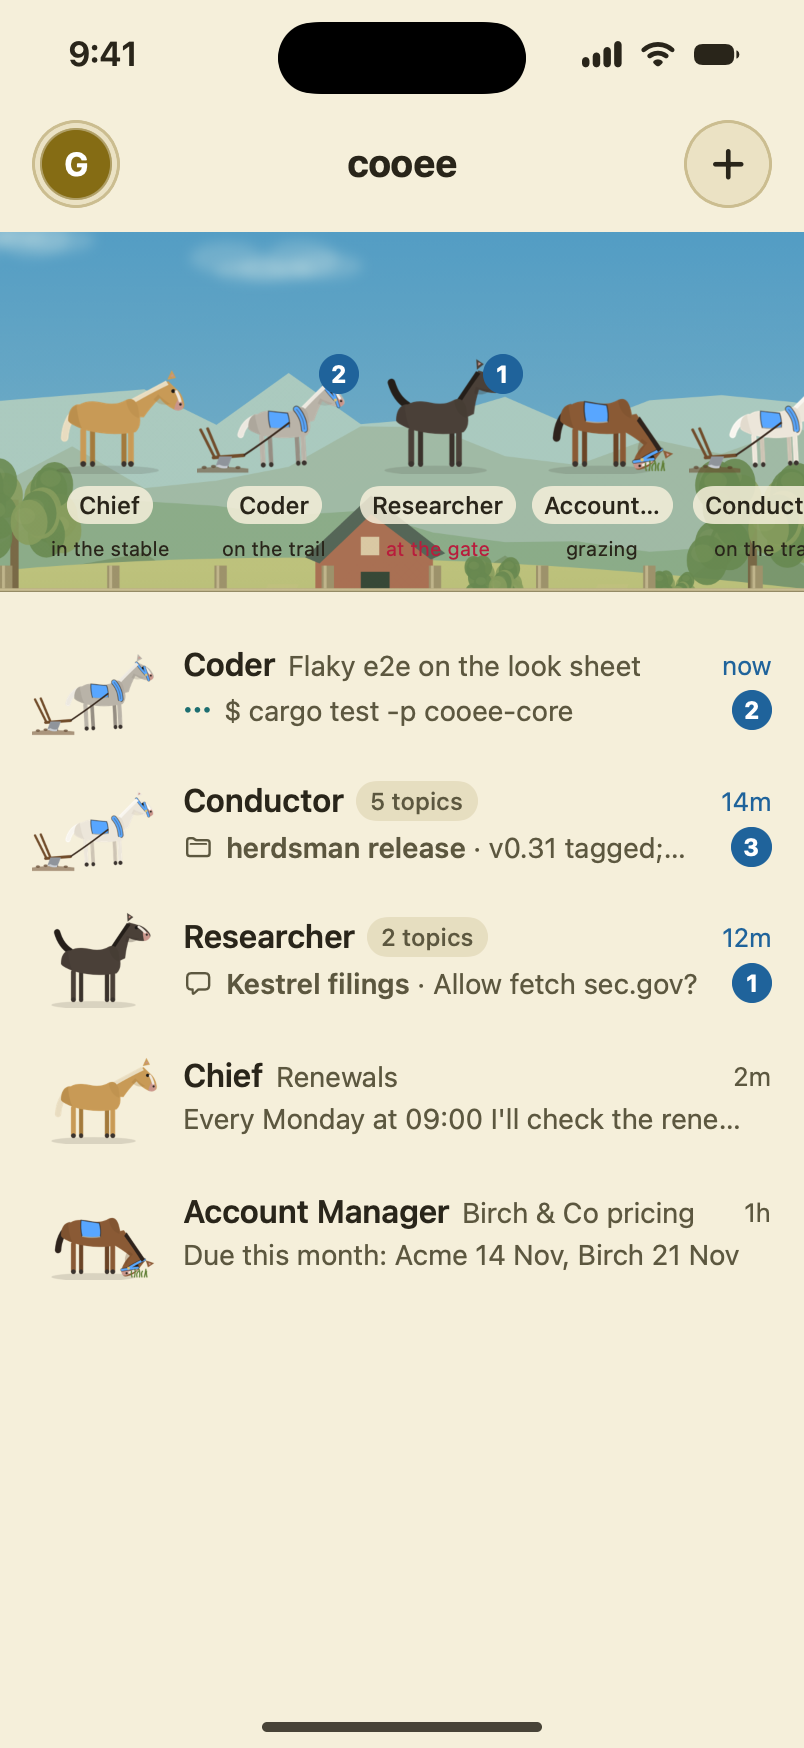 9:41
G
cooee
+
2
1
Chief
Coder
Researcher
Account...
Conduct
in the stable
on the trail
at the gate
grazing
on the tra
Coder Flaky e2e on the look sheet now
··· $ cargo test -p cooee-core 2
Conductor 5 topics 14m
herdsman release · v0.31 tagged;... 3
Researcher 2 topics 12m
Kestrel filings · Allow fetch sec.gov? 1
Chief Renewals 2m
Every Monday at 09:00 I'll check the rene...
Account Manager Birch & Co pricing 1h
Due this month: Acme 14 Nov, Birch 21 Nov